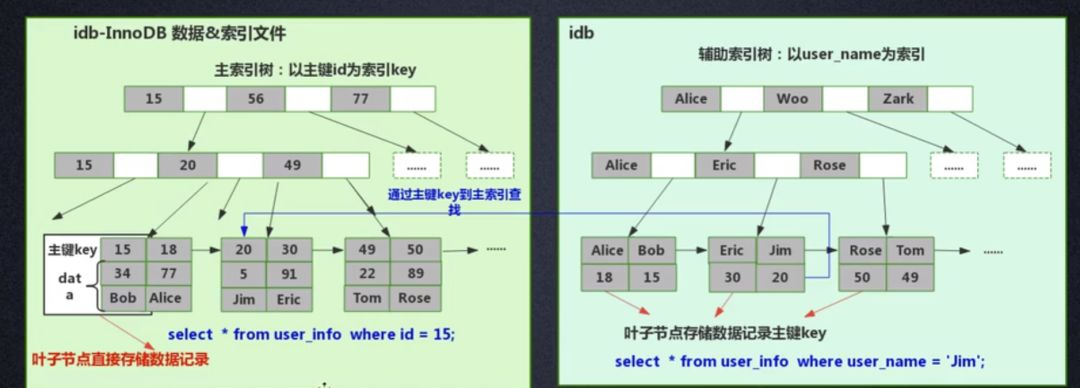 idb-InnoDB 数据&索引文件
主索引树：以主键id为索引key
15 56 77
15 20 49 ...... ......
通过主键key到主索引查
找
主键key 15 18 20 30 49 50 ......
dat 34 77 5 91 22 89
a Bob Alice Jim Eric Tom Rose
select * from user_info where id = 15;
叶子节点直接存储数据记录
idb
辅助索引树：以user_name为索引
Alice Woo Zark
Alice Eric Rose ...... ......
Alice Bob Eric Jim Rose Tom ......
18 15 30 20 50 49
叶子节点存储数据记录主键key
select * from user_info where user_name = 'Jim';